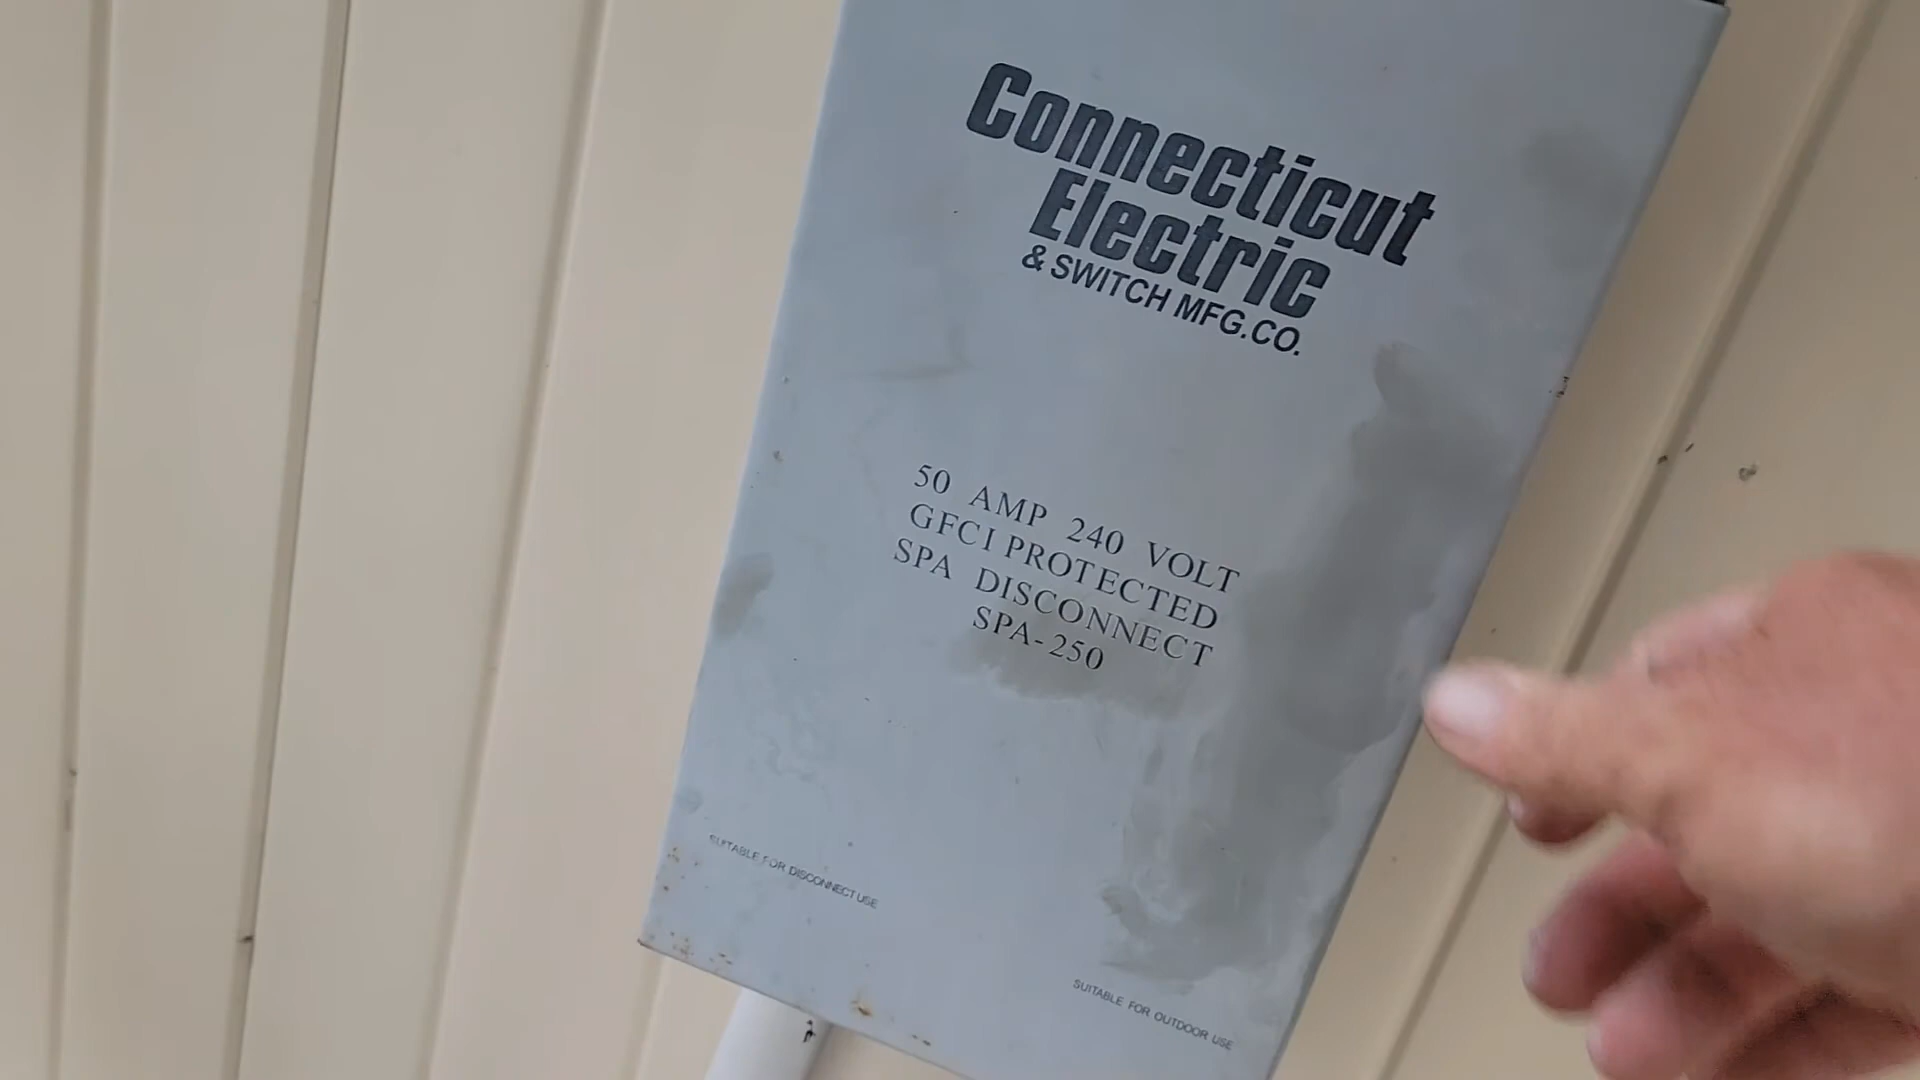 Connecticut
Electric
& SWITCH MFG.CO.
50 AMP 240 VOLT
GFCI PROTECTED
SPA DISCONNECT
SPA-250
SUITABLE FOR DISCONNECT USE
SUITABLE FOR OUTDOOR USE